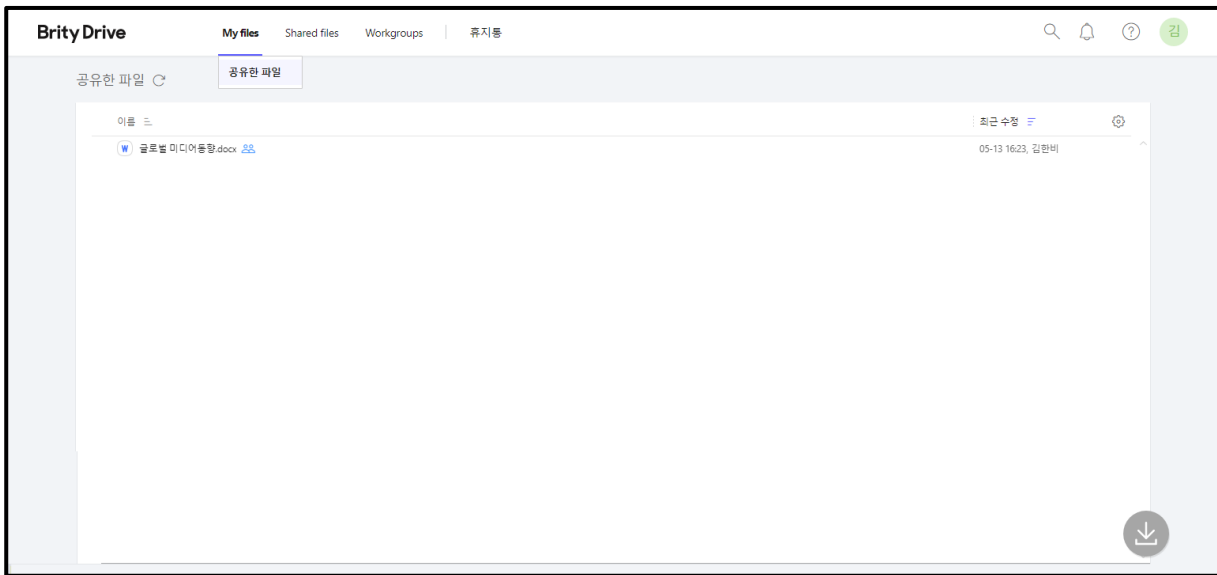 Brity Drive
My files Shared files Workgroups 휴지통
김
공유한 파일
공유한 파일
이름 최근 수정
W 글로벌 미디어동향.docx 05-13 16:23, 김한비